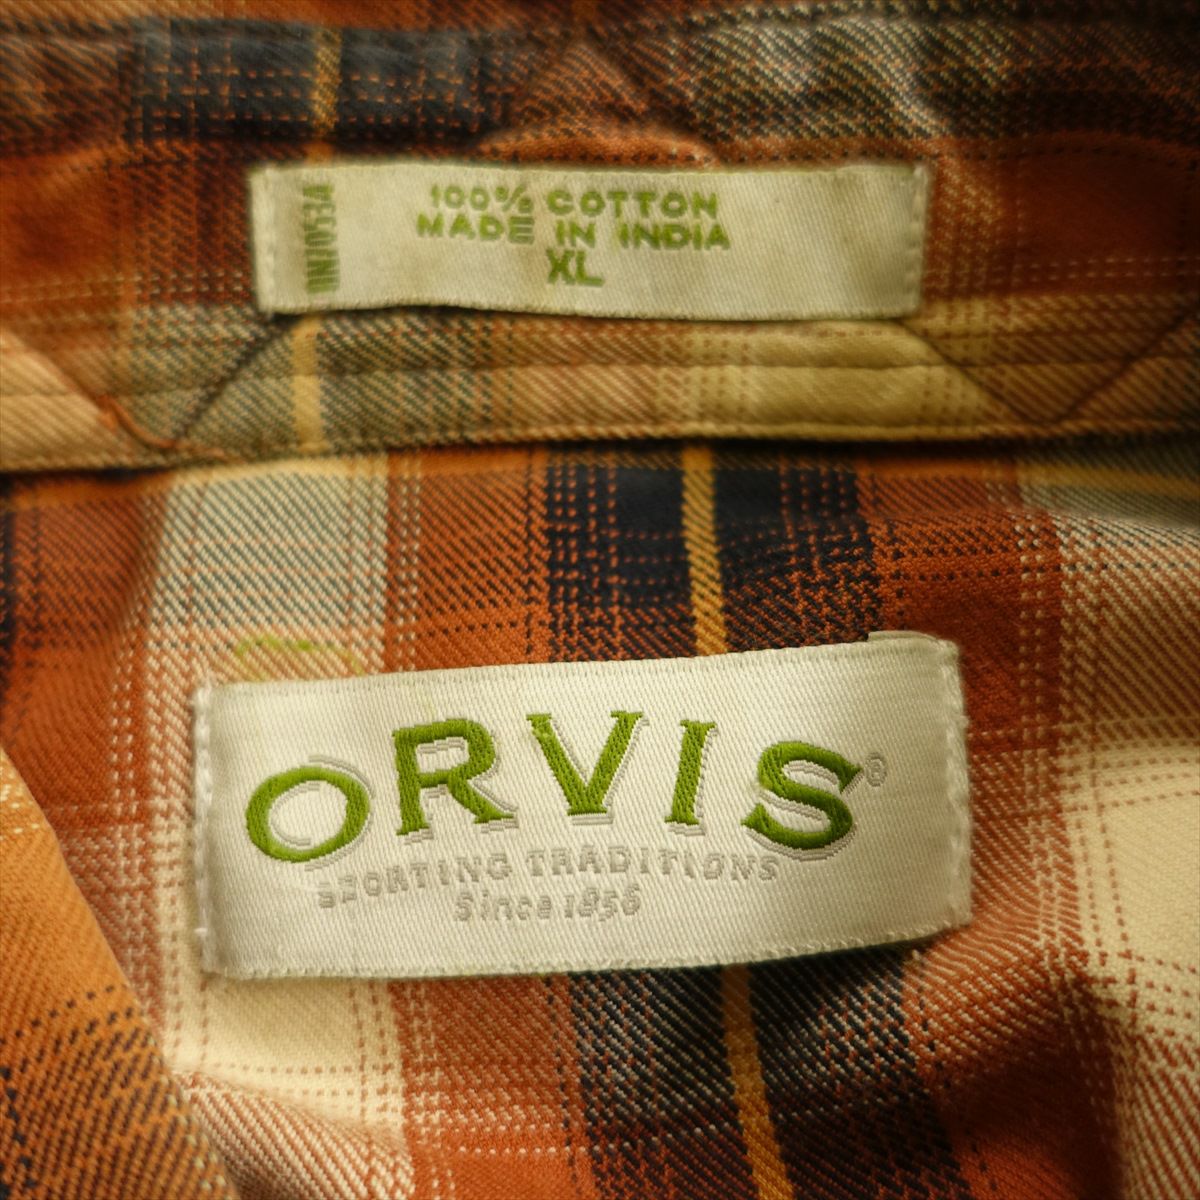 100% COTTON
MADE IN INDIA
XL
ORVIS®
SPORTING TRADITIONS
Since 1856